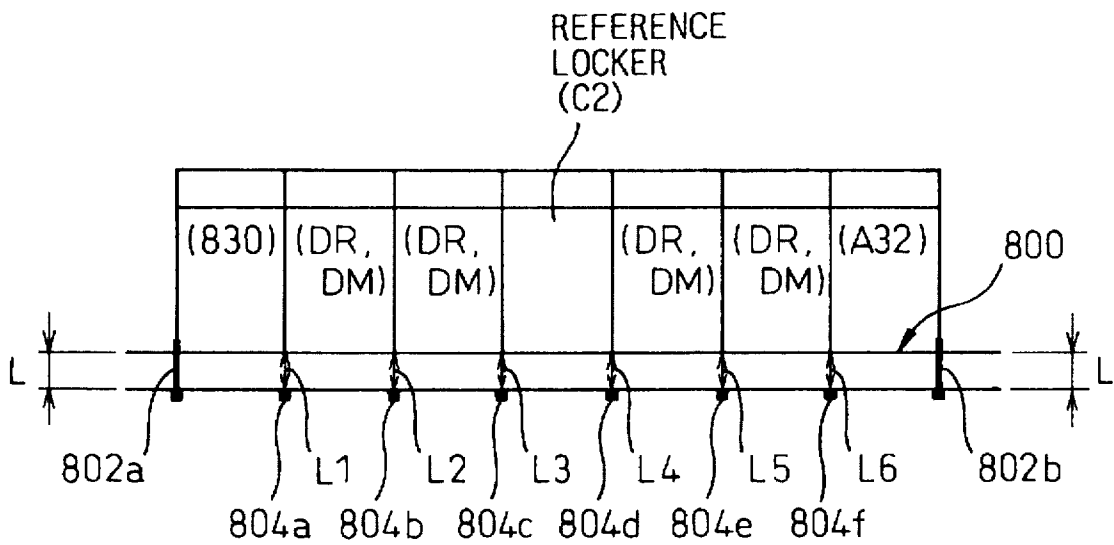 REFERENCE
LOCKER
(C2)
(830) (DR, DM) (DR, DM) (DR, DM) (DR, DM) (A32)
800
L L
802a L1 L2 L3 L4 L5 L6 802b
804a 804b 804c 804d 804e 804f